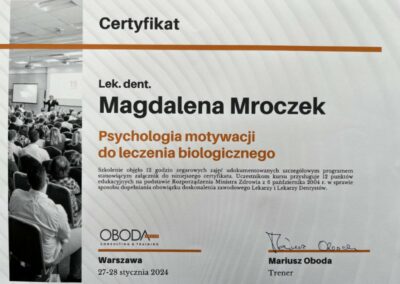 Certyfikat
Lek. dent.
Magdalena Mroczek
Psychologia motywacji
do leczenia biologicznego
Szkolenie objęło 12 godzin zegarowych zajęć udokumentowanych szczegółowym programem
stanowiącym załącznik do niniejszego certyfikatu. Uczestnikom kursu przysługuje 12 punktów
edukacyjnych na podstawie Rozporządzenia Ministra Zdrowia z 6 października 2004 r. w sprawie
sposobu dopełniania obowiązku doskonalenia zawodowego Lekarzy i Lekarzy Dentystów.
OBODA
CONSULTING & TRAINING
Mariusz Oboda
Warszawa
27-28 stycznia 2024
Mariusz Oboda
Trener